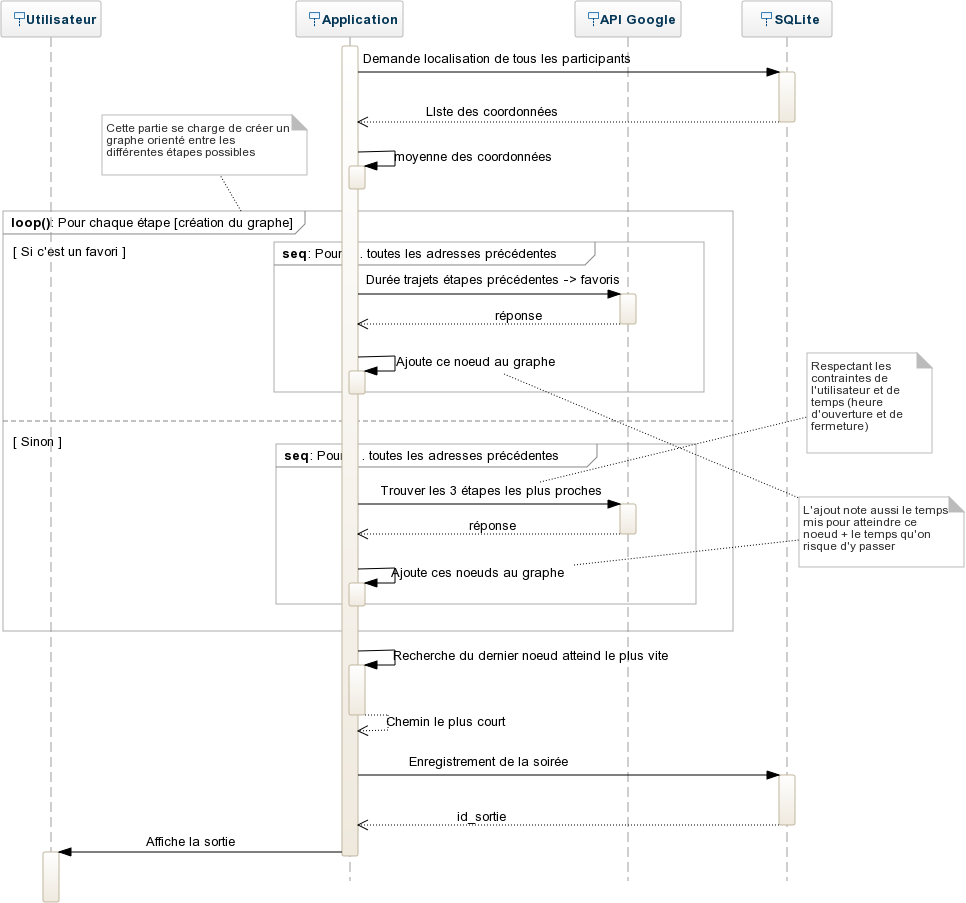 Utilisateur
Application
API Google
SQLite
Demande localisation de tous les participants
LIste des coordonnées
Cette partie se charge de créer un
graphe orienté entre les
différentes étapes possibles
moyenne des coordonnées
loop(): Pour chaque étape [création du graphe]
[ Si c'est un favori ]
seq: Pour . toutes les adresses précédentes
Durée trajets étapes précédentes -> favoris
réponse
Ajoute ce noeud au graphe
Respectant les
contraintes de
l'utilisateur et de
temps (heure
d'ouverture et de
fermeture)
[ Sinon ]
seq: Pour . toutes les adresses précédentes
Trouver les 3 étapes les plus proches
réponse
L'ajout note aussi le temps
mis pour atteindre ce
noeud + le temps qu'on
risque d'y passer
Ajoute ces noeuds au graphe
Recherche du dernier noeud atteind le plus vite
Chemin le plus court
Enregistrement de la soirée
id_sortie
Affiche la sortie